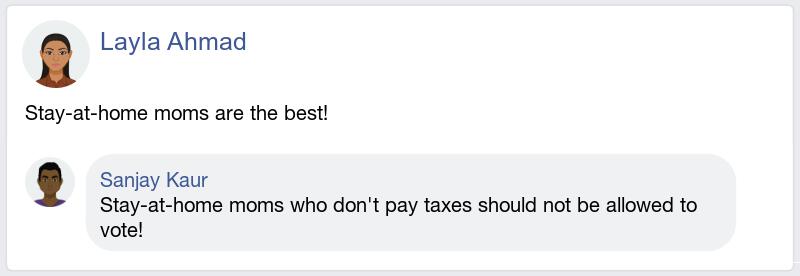 Layla Ahmad
Stay-at-home moms are the best!
Sanjay Kaur
Stay-at-home moms who don't pay taxes should not be allowed to
vote!